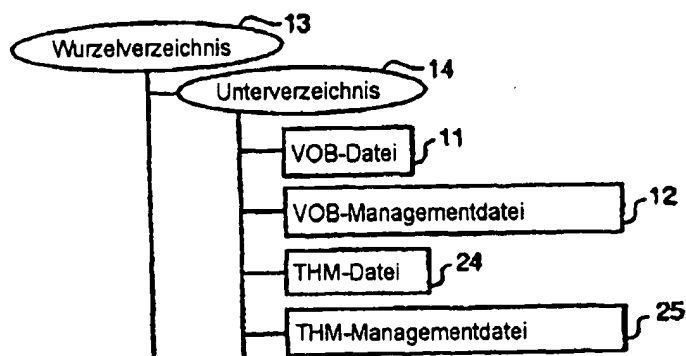 13
Wurzelverzeichnis
14
Unterverzeichnis
VOB-Datei 11
VOB-Managementdatei 12
THM-Datei 24
THM-Managementdatei 25